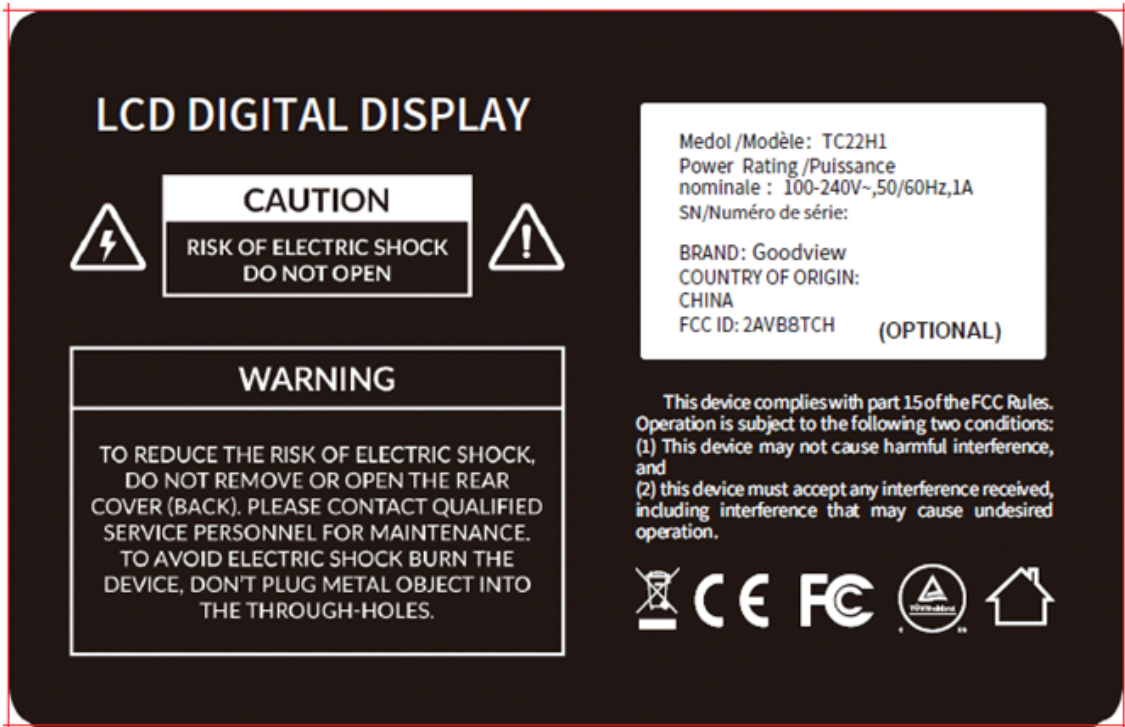 LCD DIGITAL DISPLAY
CAUTION
RISK OF ELECTRIC SHOCK
DO NOT OPEN
WARNING
TO REDUCE THE RISK OF ELECTRIC SHOCK,
DO NOT REMOVE OR OPEN THE REAR
COVER (BACK). PLEASE CONTACT QUALIFIED
SERVICE PERSONNEL FOR MAINTENANCE.
TO AVOID ELECTRIC SHOCK BURN THE
DEVICE, DON'T PLUG METAL OBJECT INTO
THE THROUGH-HOLES.
Medol /Modèle: TC22H1
Power Rating /Puissance
nominale : 100-240V~,50/60Hz,1A
SN/Numéro de série:
BRAND: Goodview
COUNTRY OF ORIGIN:
CHINA
FCC ID: 2AVB8TCH (OPTIONAL)
This device complies with part 15 of the FCC Rules.
Operation is subject to the following two conditions:
(1) This device may not cause harmful interference,
and
(2) this device must accept any interference received,
including interference that may cause undesired
operation.
CE FC
TÜVRheinland